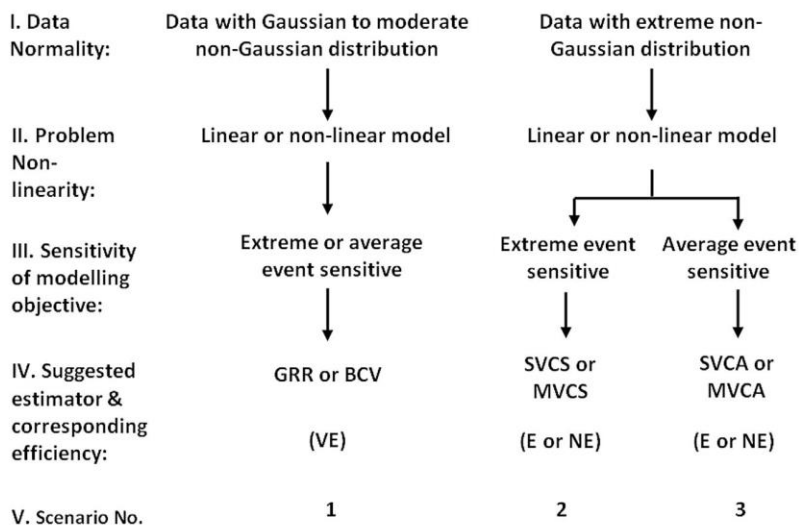 I. Data
Normality:
Data with Gaussian to moderate
non-Gaussian distribution
Data with extreme non-
Gaussian distribution
II. Problem
Non-
linearity:
Linear or non-linear model
Linear or non-linear model
III. Sensitivity
of modelling
objective:
Extreme or average
event sensitive
Extreme event
sensitive
Average event
sensitive
IV. Suggested
estimator &
corresponding
efficiency:
GRR or BCV
(VE)
SVCS or
MVCS
(E or NE)
SVCA or
MVCA
(E or NE)
V. Scenario No.
1
2
3